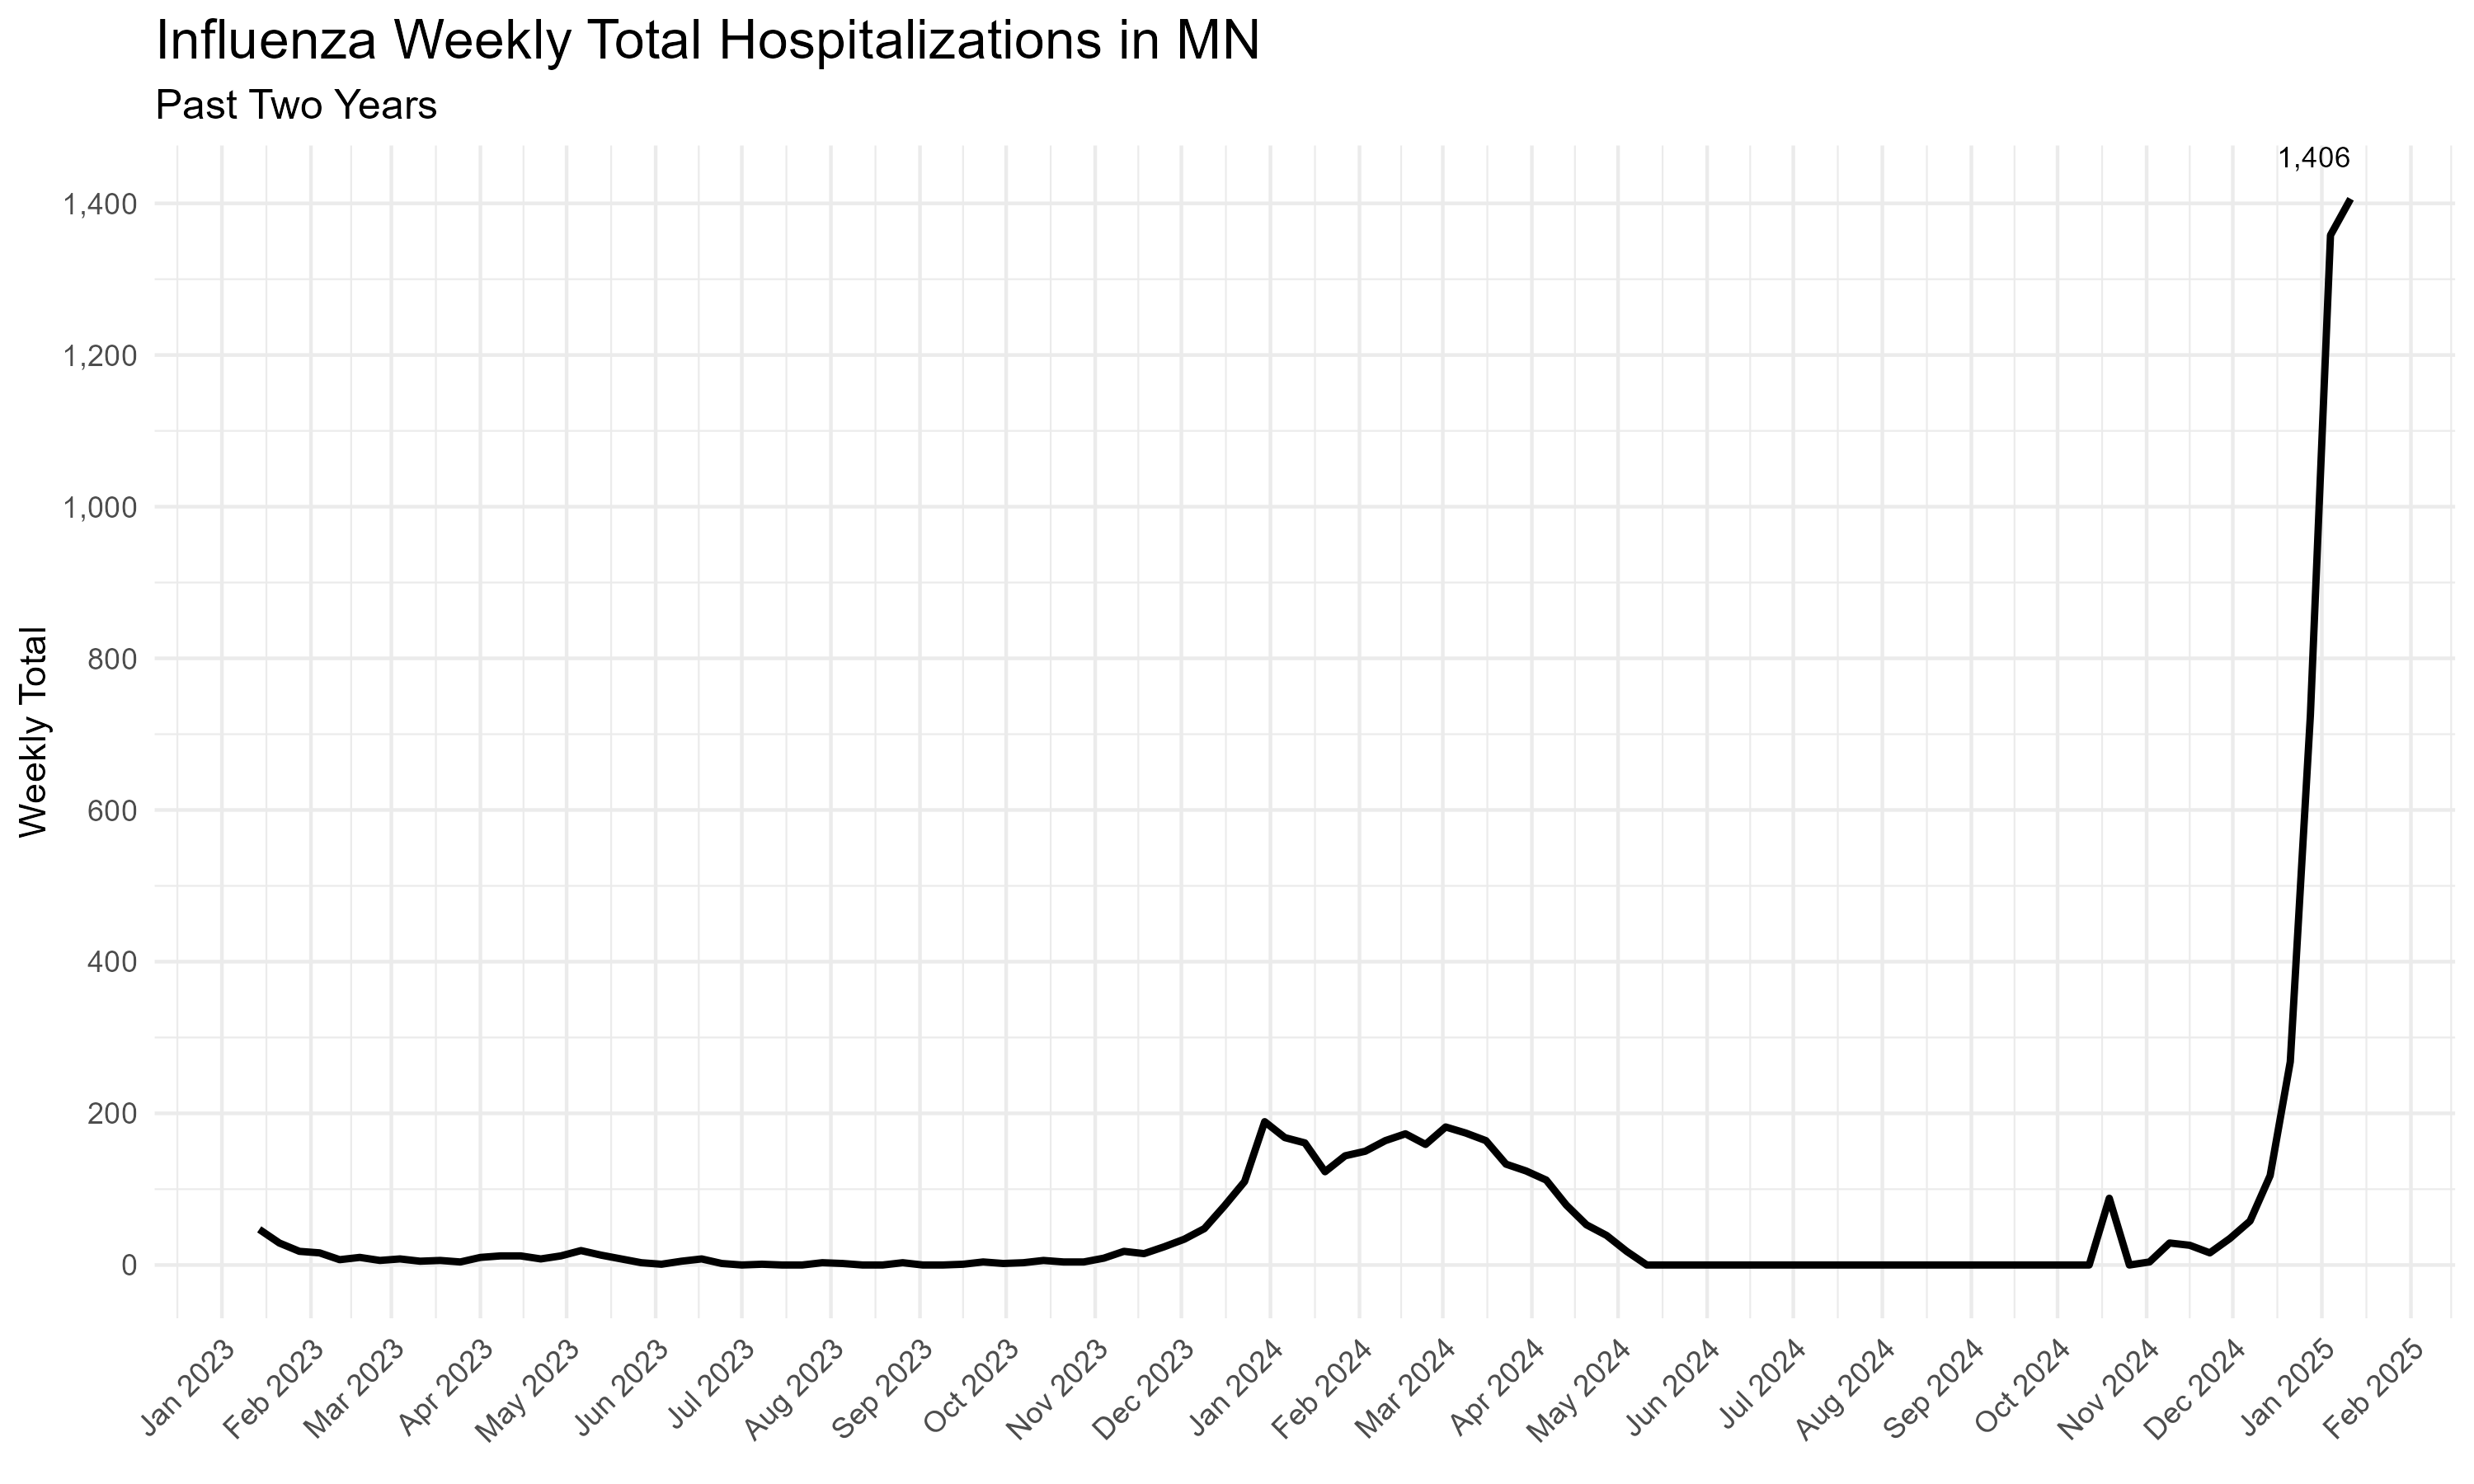 Influenza Weekly Total Hospitalizations in MN
Past Two Years
1,406
1,400
1,200
1,000
800
600
400
200
0
Weekly Total
Jan 2023
Feb 2023
Mar 2023
Apr 2023
May 2023
Jun 2023
Jul 2023
Aug 2023
Sep 2023
Oct 2023
Nov 2023
Dec 2023
Jan 2024
Feb 2024
Mar 2024
Apr 2024
May 2024
Jun 2024
Jul 2024
Aug 2024
Sep 2024
Oct 2024
Nov 2024
Dec 2024
Jan 2025
Feb 2025